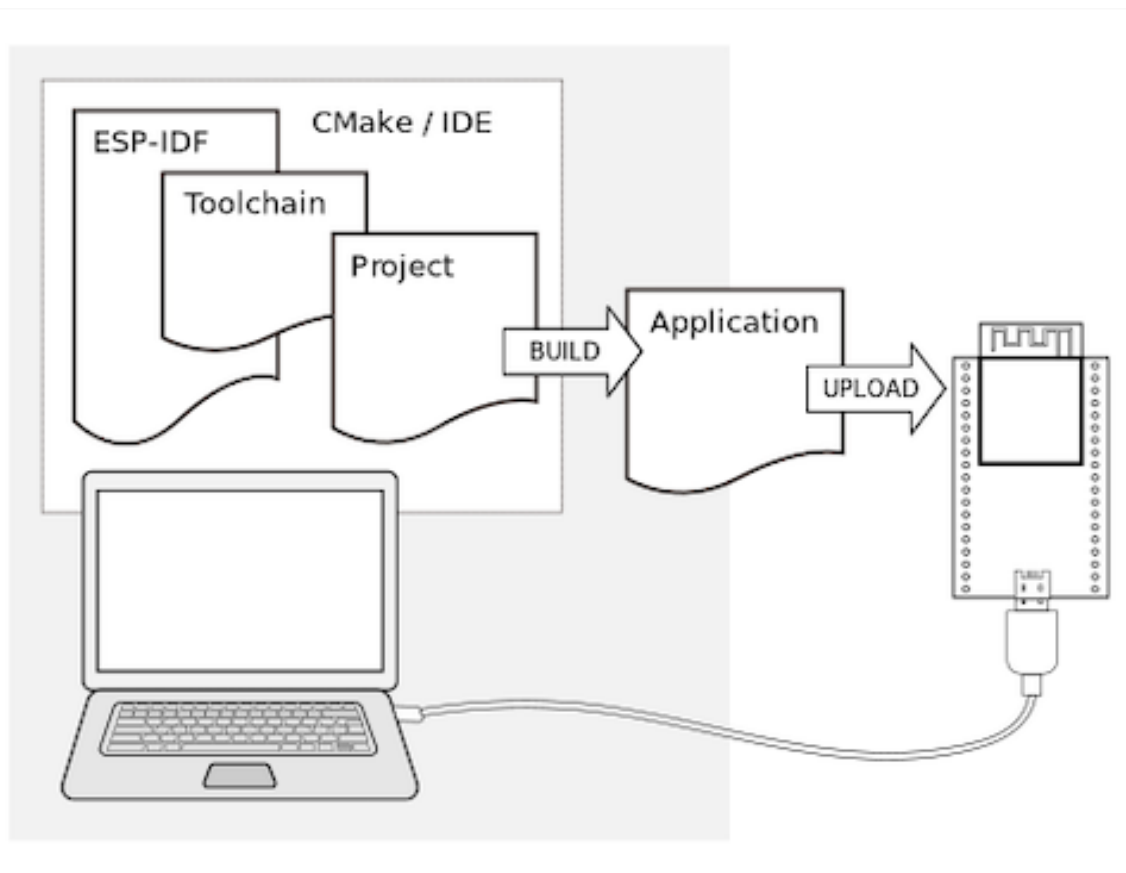 CMake / IDE
ESP-IDF
Toolchain
Project
BUILD
Application
UPLOAD